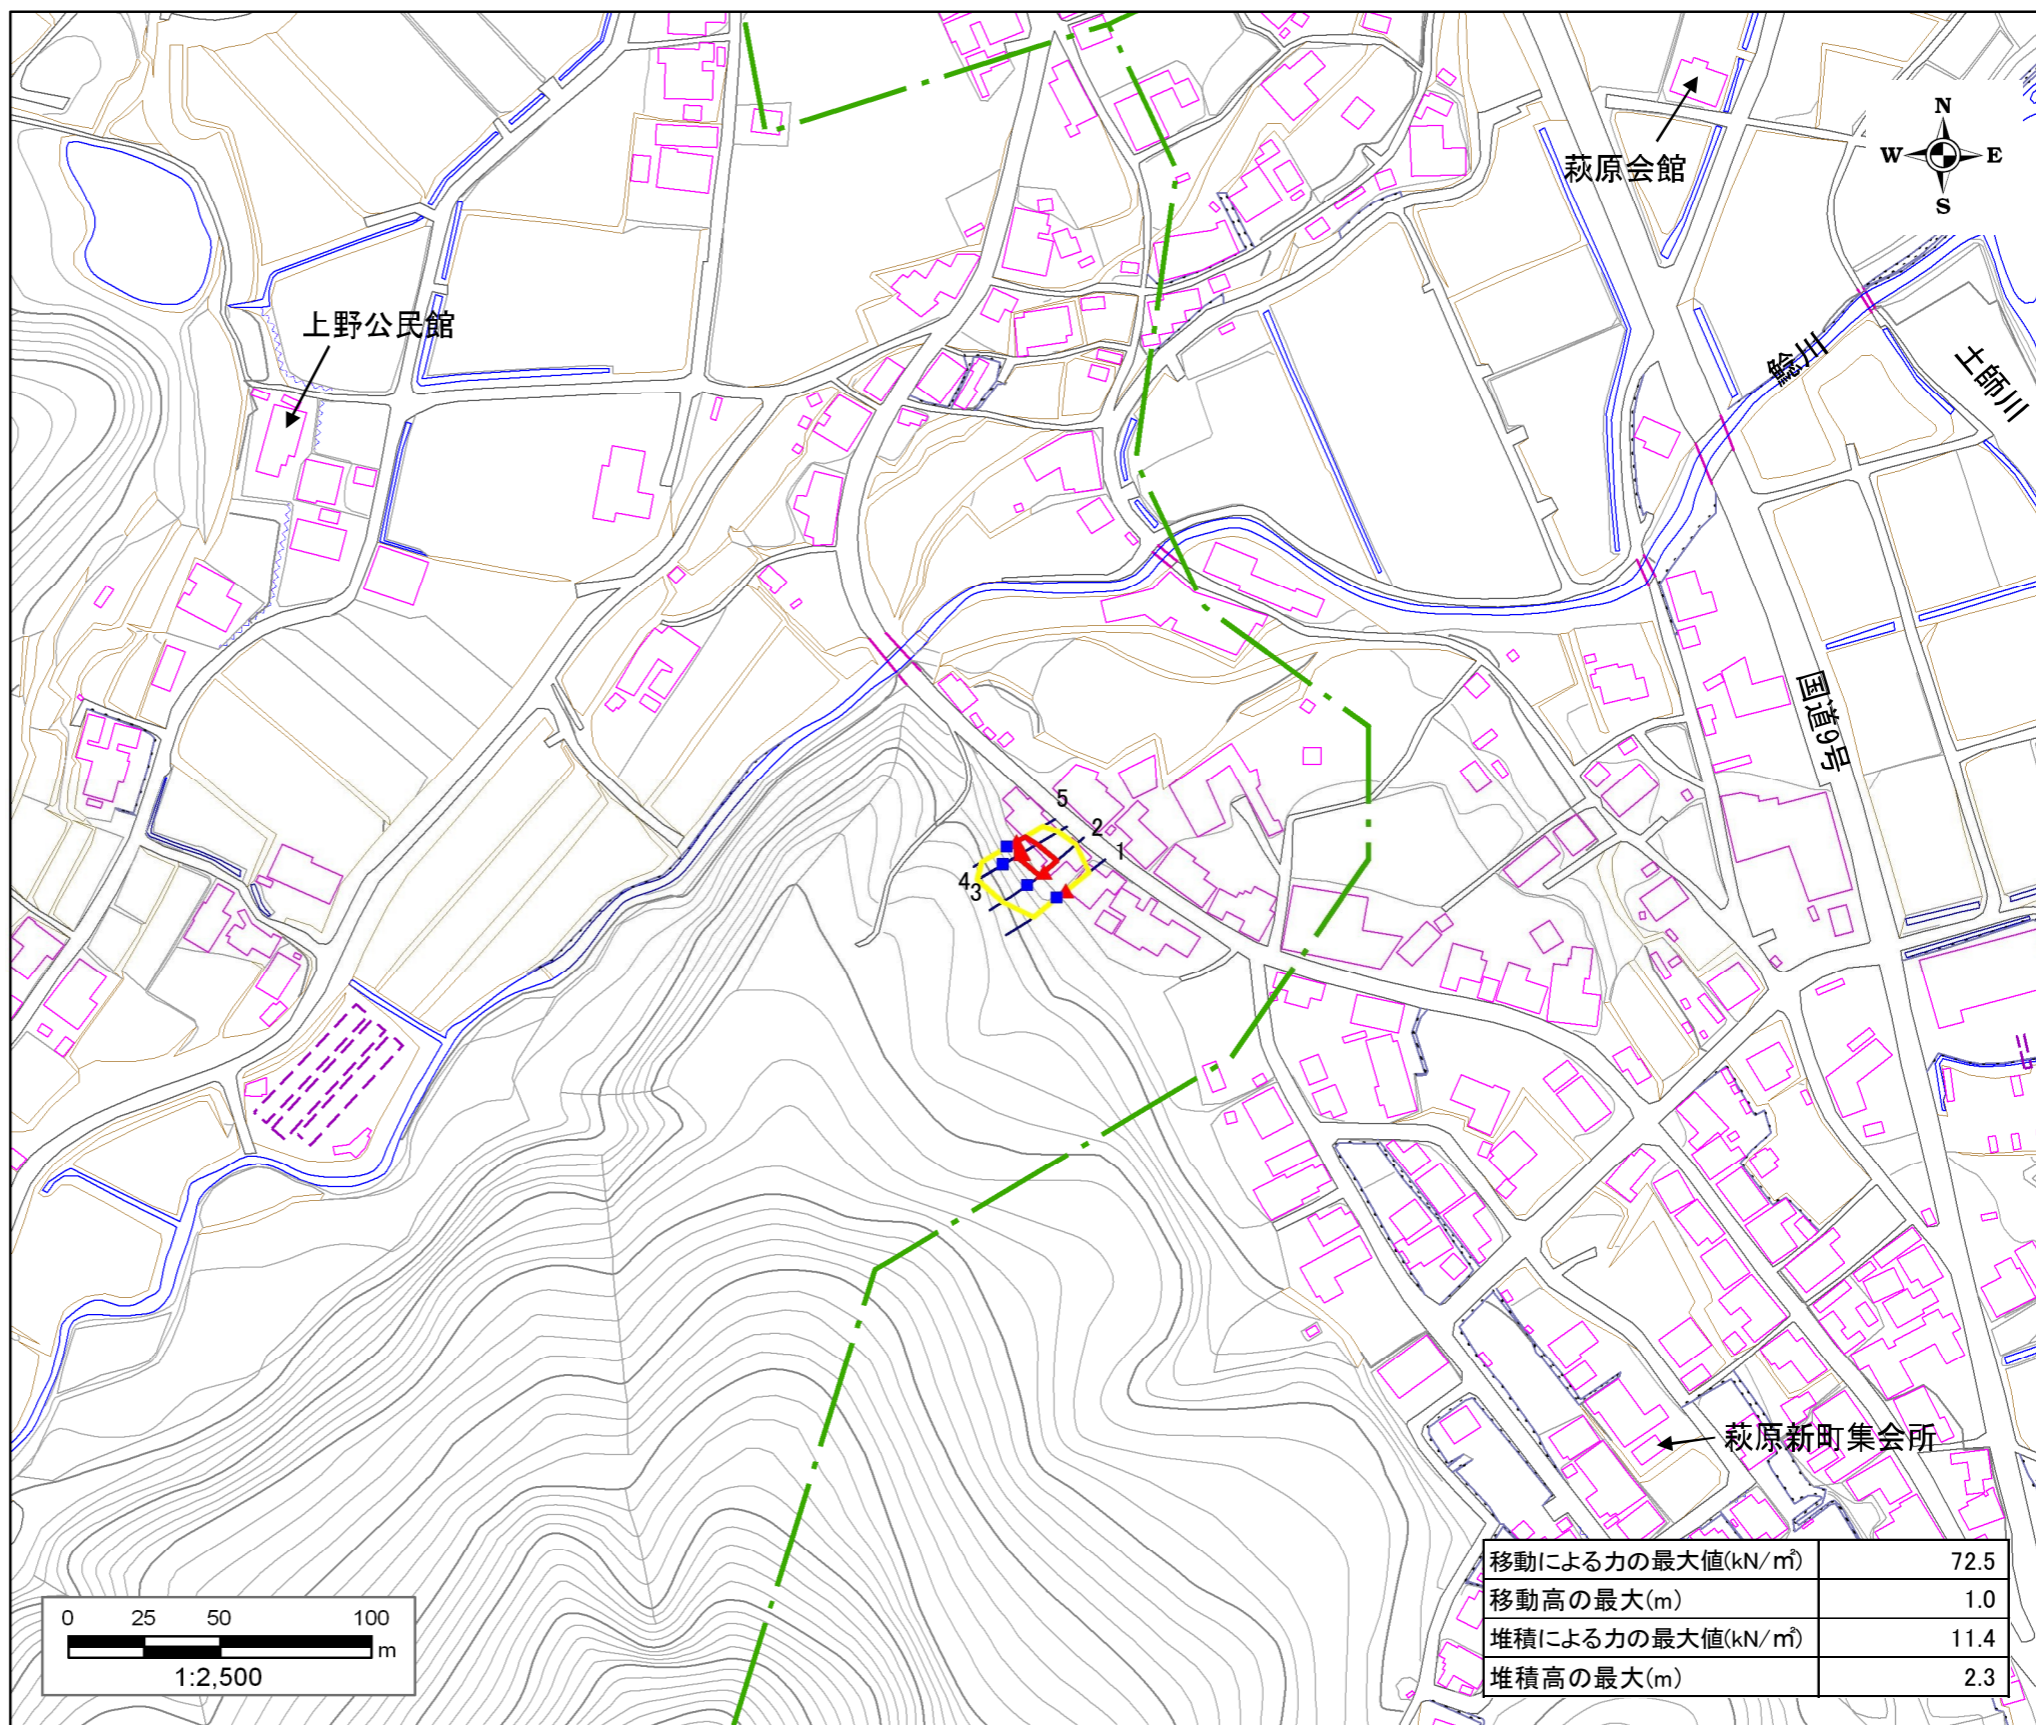 N
W E
S
萩原会館
上野公民館
鯰川
土師川
国道9号
5
2
1
4
3
萩原新町集会所
移動による力の最大値(kN/㎡) 72.5
移動高の最大(m) 1.0
堆積による力の最大値(kN/㎡) 11.4
堆積高の最大(m) 2.3
0 25 50 100
m
1:2,500